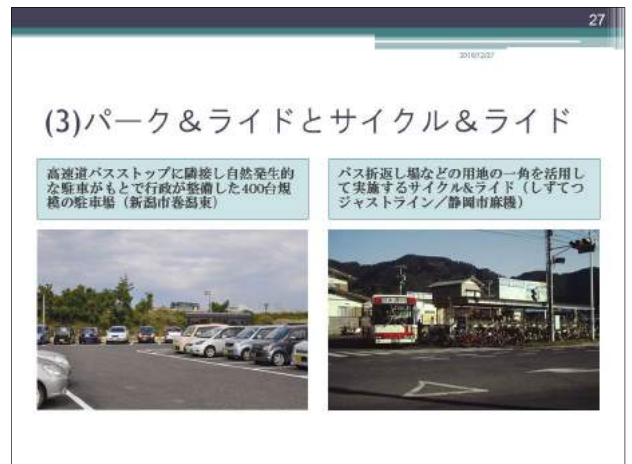 27
2010/12/27
(3)パーク&ライドとサイクル&ライド
高速道バスストップに隣接し自然発生的
な駐車がもとで行政が整備した400台規
模の駐車場（新潟市巻潟東）
バス折返し場などの用地の一角を活用し
て実施するサイクル&ライド（しずてつ
ジャストライン／静岡市麻機）